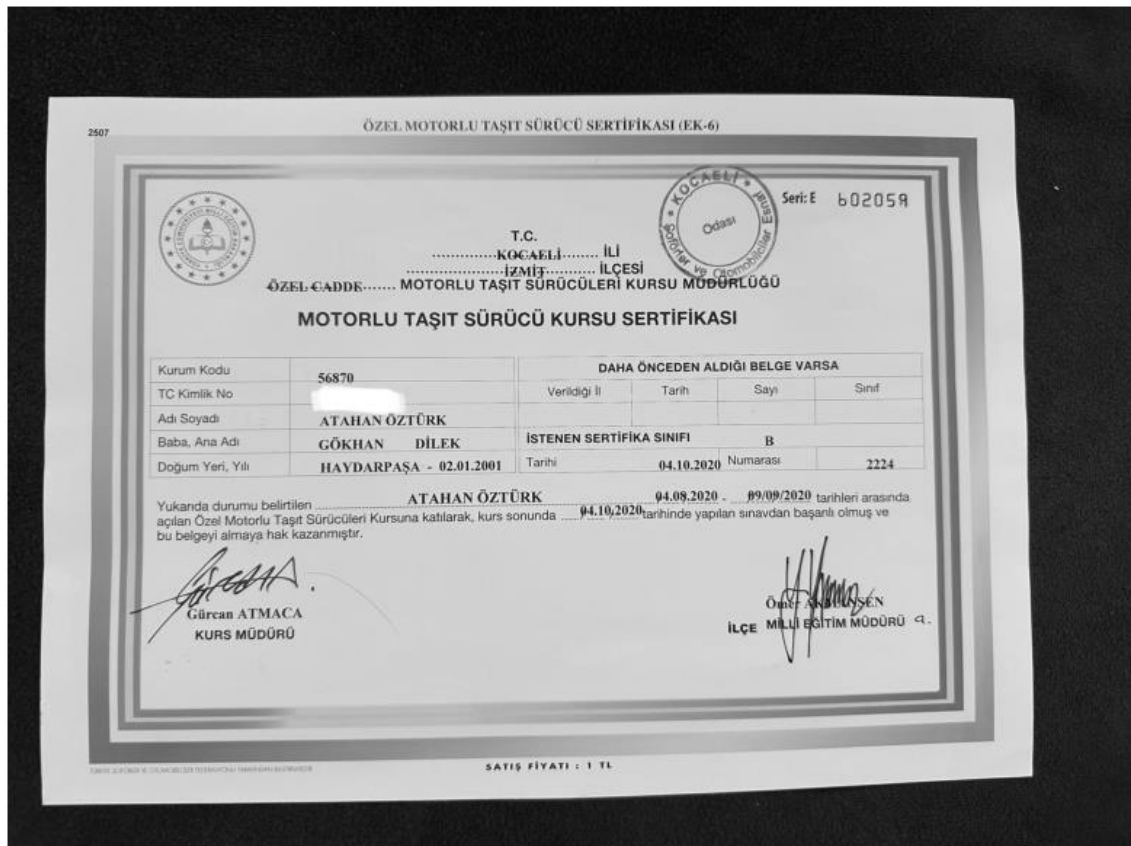 2507
ÖZEL MOTORLU TAŞIT SÜRÜCÜ SERTİFİKASI (EK-6)
KOCAELİ
Şoförler ve Otomobilciler Esnaf
Odası
Seri: E 602059
T.C.
KOCAELİ İLİ
İZMİT İLÇESİ
ÖZEL CADDE MOTORLU TAŞIT SÜRÜCÜLERİ KURSU MÜDÜRLÜĞÜ
MOTORLU TAŞIT SÜRÜCÜ KURSU SERTİFİKASI
Kurum Kodu 56870
TC Kimlik No
Adı Soyadı ATAHAN ÖZTÜRK
Baba, Ana Adı GÖKHAN DİLEK
Doğum Yeri, Yılı HAYDARPAŞA - 02.01.2001
DAHA ÖNCEDEN ALDIĞI BELGE VARSA
Verildiği İl Tarih Sayı Sınıf
İSTENEN SERTİFİKA SINIFI B
Tarihi 04.10.2020 Numarası 2224
Yukarıda durumu belirtilen ATAHAN ÖZTÜRK 04.08.2020 - 09/09/2020 tarihleri arasında
açılan Özel Motorlu Taşıt Sürücüleri Kursuna katılarak, kurs sonunda 04.10.2020 tarihinde yapılan sınavdan başarılı olmuş ve
bu belgeyi almaya hak kazanmıştır.
Gürcan ATMACA
KURS MÜDÜRÜ
Ömer
İLÇE MİLLİ EĞİTİM MÜDÜRÜ a.
SATIŞ FİYATI : 1 TL